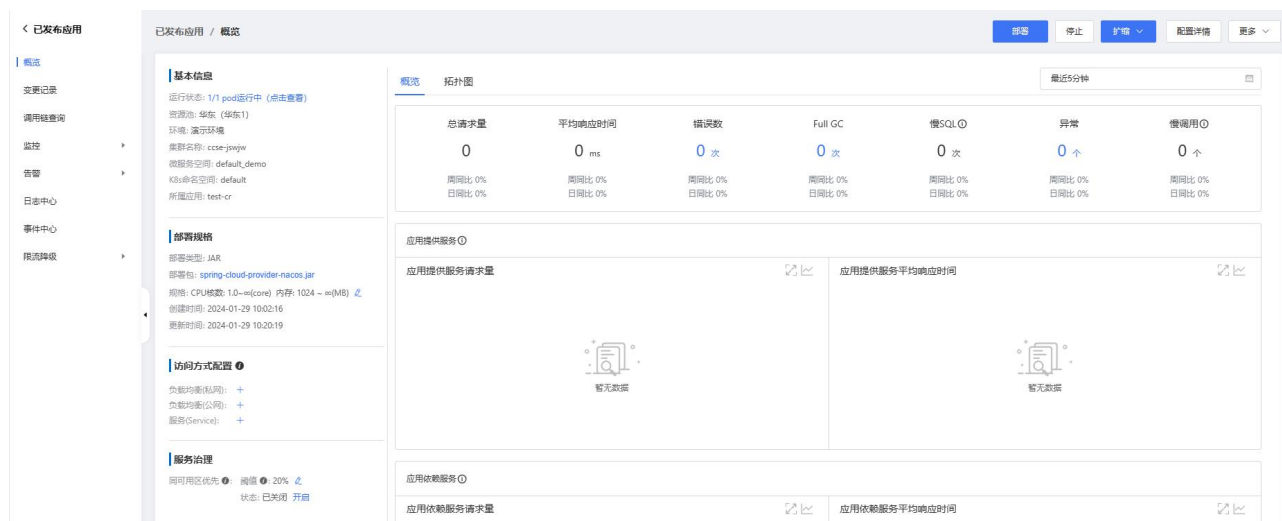 已发布应用
概览
变更记录
调用链查询
监控
告警
日志中心
事件中心
限流降级
已发布应用 / 概览
部署 停止 扩缩 配置详情 更多
基本信息
运行状态: 1/1 pod运行中（点击查看）
资源池: 华东（华东1）
环境: 演示环境
集群名称: ccse-jswjw
微服务空间: default_demo
K8s命名空间: default
所属应用: test-cr
部署规格
部署类型: JAR
部署包: spring-cloud-provider-nacos.jar
规格: CPU核数: 1.0~∞(core) 内存: 1024 ~ ∞(MB)
创建时间: 2024-01-29 10:02:16
更新时间: 2024-01-29 10:20:19
访问方式配置
负载均衡(私网): +
负载均衡(公网): +
服务(Service): +
服务治理
同可用区优先: 阈值: 20%
状态: 已关闭 开启
概览 拓扑图
最近5分钟
总请求量 平均响应时间 错误数 Full GC 慢SQL 异常 慢调用
0 0 ms 0 次 0 次 0 次 0 个 0 个
周同比 0% 周同比 0% 周同比 0% 周同比 0% 周同比 0% 周同比 0% 周同比 0%
日同比 0% 日同比 0% 日同比 0% 日同比 0% 日同比 0% 日同比 0% 日同比 0%
应用提供服务
应用提供服务请求量 应用提供服务平均响应时间
暂无数据 暂无数据
应用依赖服务
应用依赖服务请求量 应用依赖服务平均响应时间